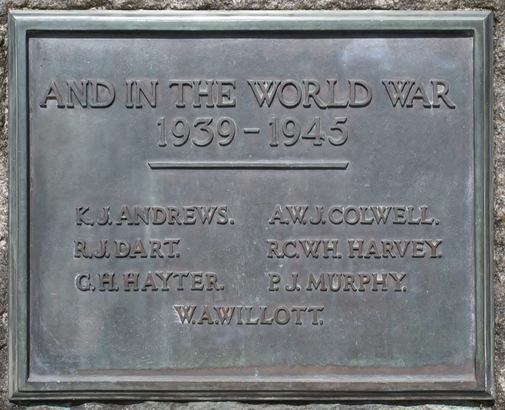 AND IN THE WORLD WAR
1939-1945
K.J. ANDREWS. A.W.J. COLWELL.
R.J. DART. R.C.W.H. HARVEY.
C.H. HAYTER. P.J. MURPHY.
W.A. WILLOTT.